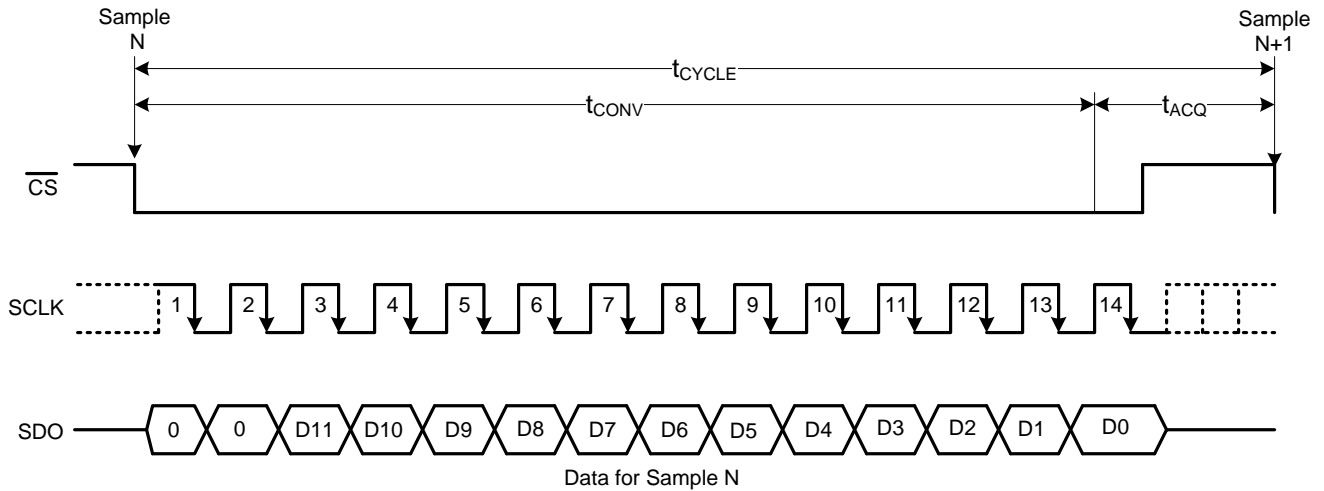 Sample
N
Sample
N+1
tCYCLE
tCONV
tACQ
CS
SCLK
1 2 3 4 5 6 7 8 9 10 11 12 13 14
SDO
0 0 D11 D10 D9 D8 D7 D6 D5 D4 D3 D2 D1 D0
Data for Sample N